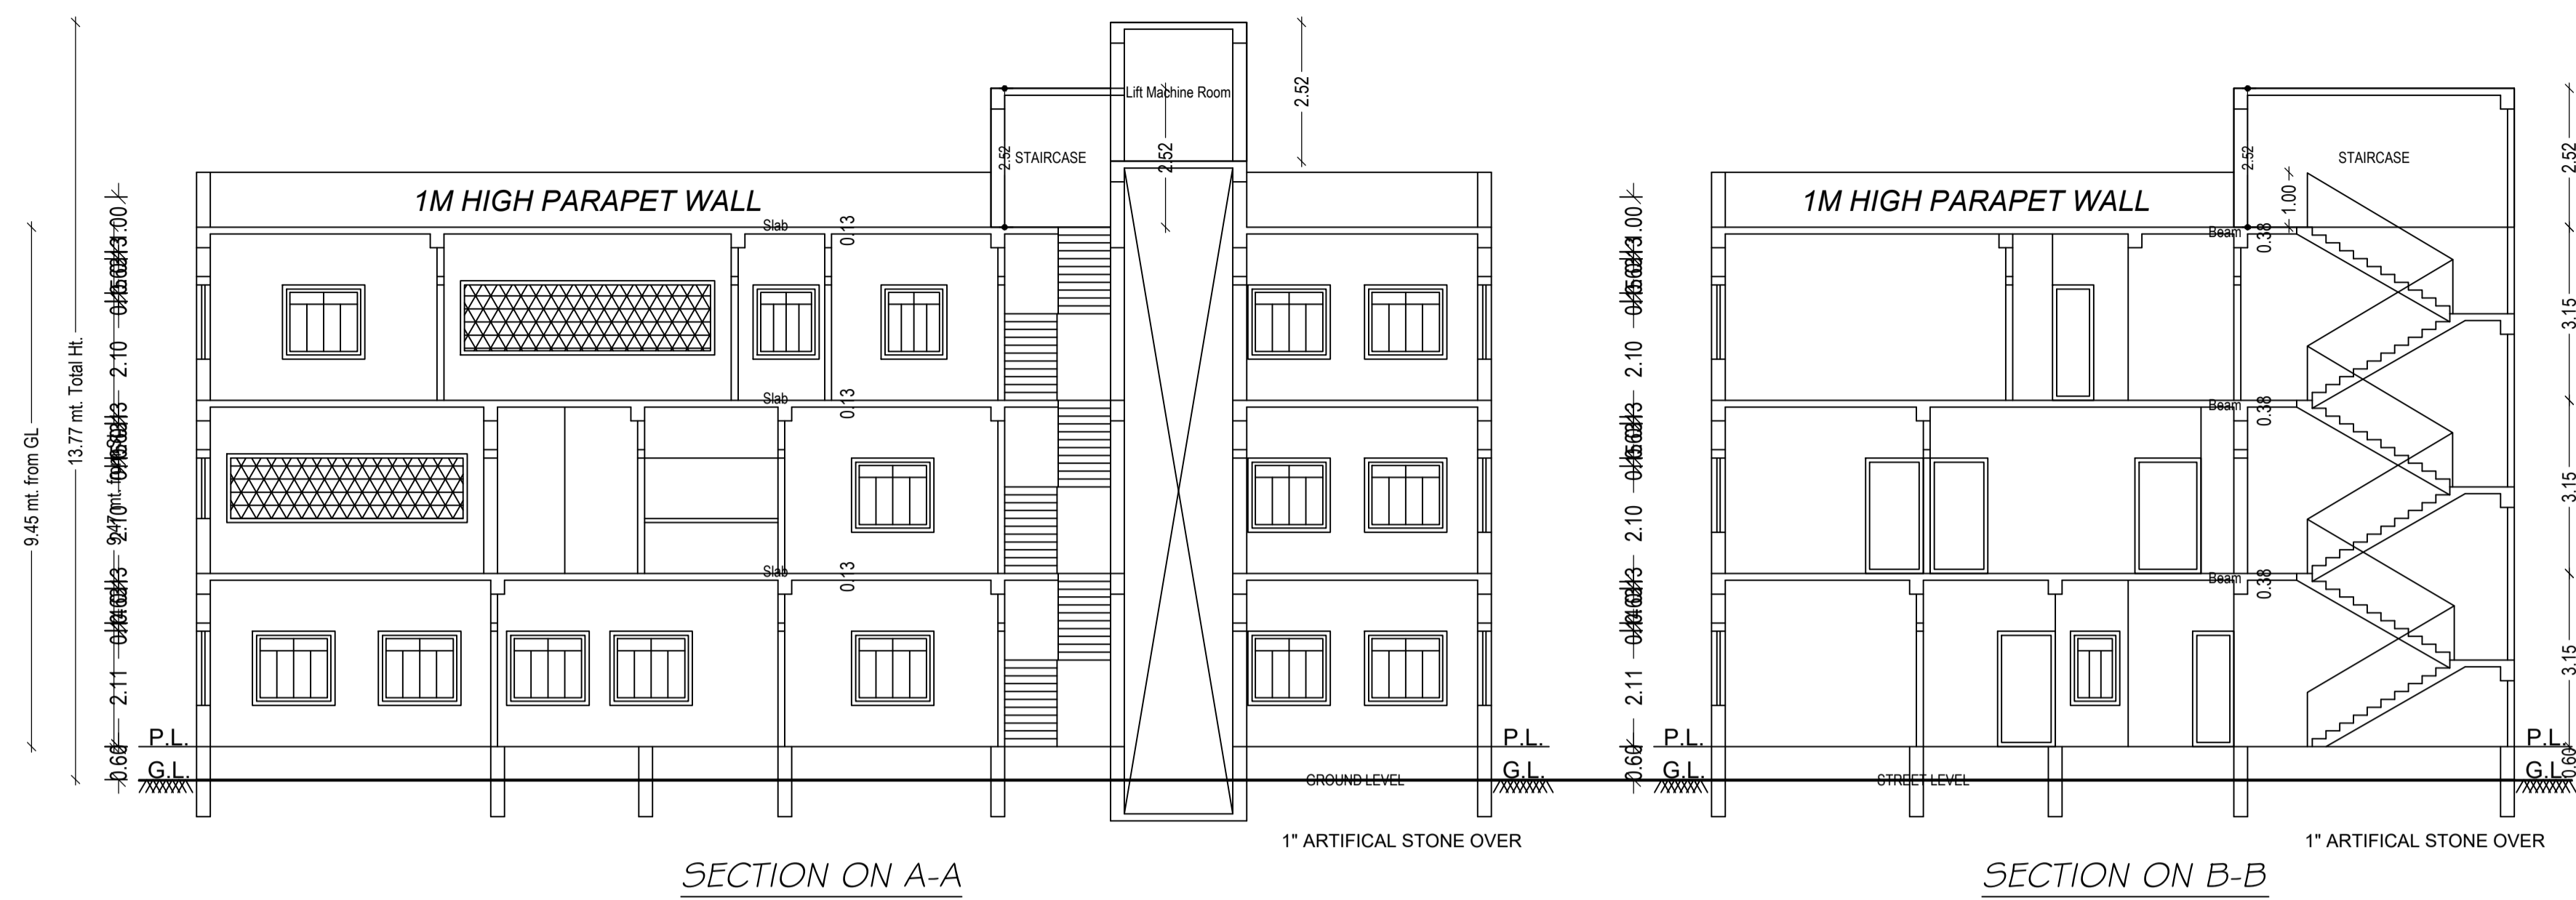 2.52
Lift Machine Room
2.52
2.52
STAIRCASE
2.52
STAIRCASE
2.52
1M HIGH PARAPET WALL
1M HIGH PARAPET WALL
1.00
1.00
1.00
Slab
0.13
Beam
0.38
13.77 mt. Total Ht.
9.45 mt. from GL
2.10
2.10
3.15
Slab
0.13
Beam
0.38
2.10
2.10
3.15
Slab
0.13
Beam
0.38
2.11
2.11
3.15
P.L.
P.L.
P.L.
P.L.
0.60
0.60
0.60
G.L.
GROUND LEVEL
G.L.
G.L.
STREET LEVEL
G.L.
1" ARTIFICAL STONE OVER
1" ARTIFICAL STONE OVER
SECTION ON A-A
SECTION ON B-B